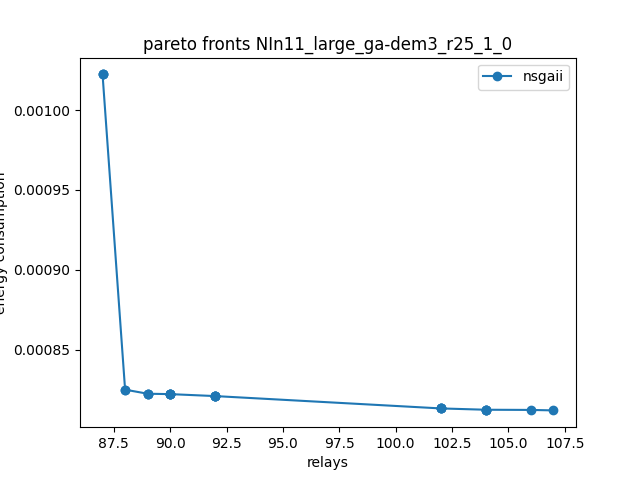 pareto fronts NIn11_large_ga-dem3_r25_1_0
nsgaii
0.00100
0.00095
0.00090
0.00085
energy consumption
87.5 90.0 92.5 95.0 97.5 100.0 102.5 105.0 107.5
relays